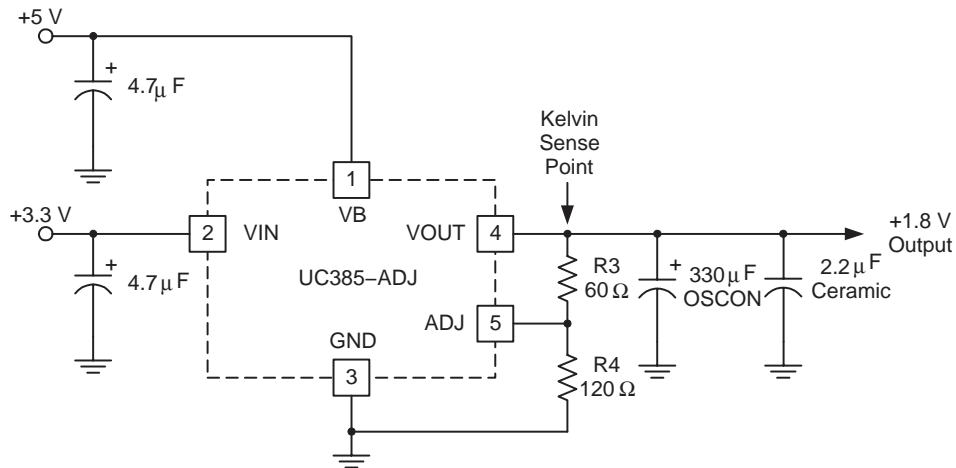 +5 V
+
4.7μ F
Kelvin
Sense
Point
1
VB
+3.3 V
2
VIN
VOUT
4
+1.8 V
Output
+
4.7μ F
UC385–ADJ
R3
60 Ω
+
330μ F
OSCON
2.2μ F
Ceramic
ADJ
5
GND
3
R4
120 Ω